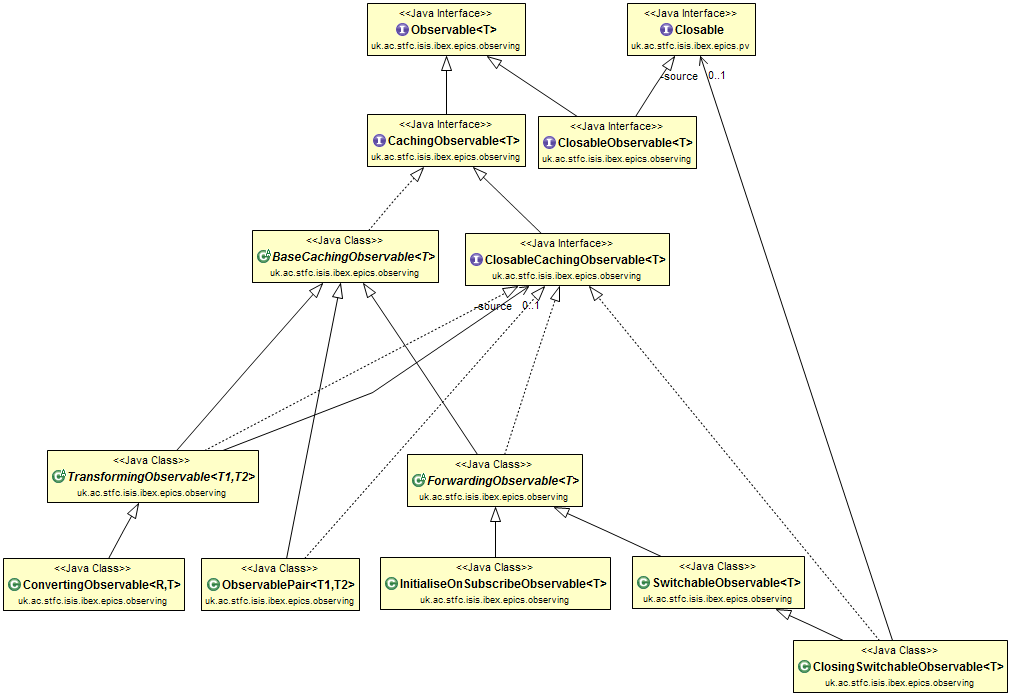 <<Java Interface>>
Observable<T>
uk.ac.stfc.isis.ibex.epics.observing
<<Java Interface>>
Closable
uk.ac.stfc.isis.ibex.epics.pv
-source 0..1
<<Java Interface>>
CachingObservable<T>
uk.ac.stfc.isis.ibex.epics.observing
<<Java Interface>>
ClosableObservable<T>
uk.ac.stfc.isis.ibex.epics.observing
<<Java Class>>
BaseCachingObservable<T>
uk.ac.stfc.isis.ibex.epics.observing
<<Java Interface>>
ClosableCachingObservable<T>
uk.ac.stfc.isis.ibex.epics.observing
-source 0..1
<<Java Class>>
TransformingObservable<T1,T2>
uk.ac.stfc.isis.ibex.epics.observing
<<Java Class>>
ForwardingObservable<T>
uk.ac.stfc.isis.ibex.epics.observing
<<Java Class>>
ConvertingObservable<R,T>
uk.ac.stfc.isis.ibex.epics.observing
<<Java Class>>
ObservablePair<T1,T2>
uk.ac.stfc.isis.ibex.epics.observing
<<Java Class>>
InitialiseOnSubscribeObservable<T>
uk.ac.stfc.isis.ibex.epics.observing
<<Java Class>>
SwitchableObservable<T>
uk.ac.stfc.isis.ibex.epics.observing
<<Java Class>>
ClosingSwitchableObservable<T>
uk.ac.stfc.isis.ibex.epics.observing